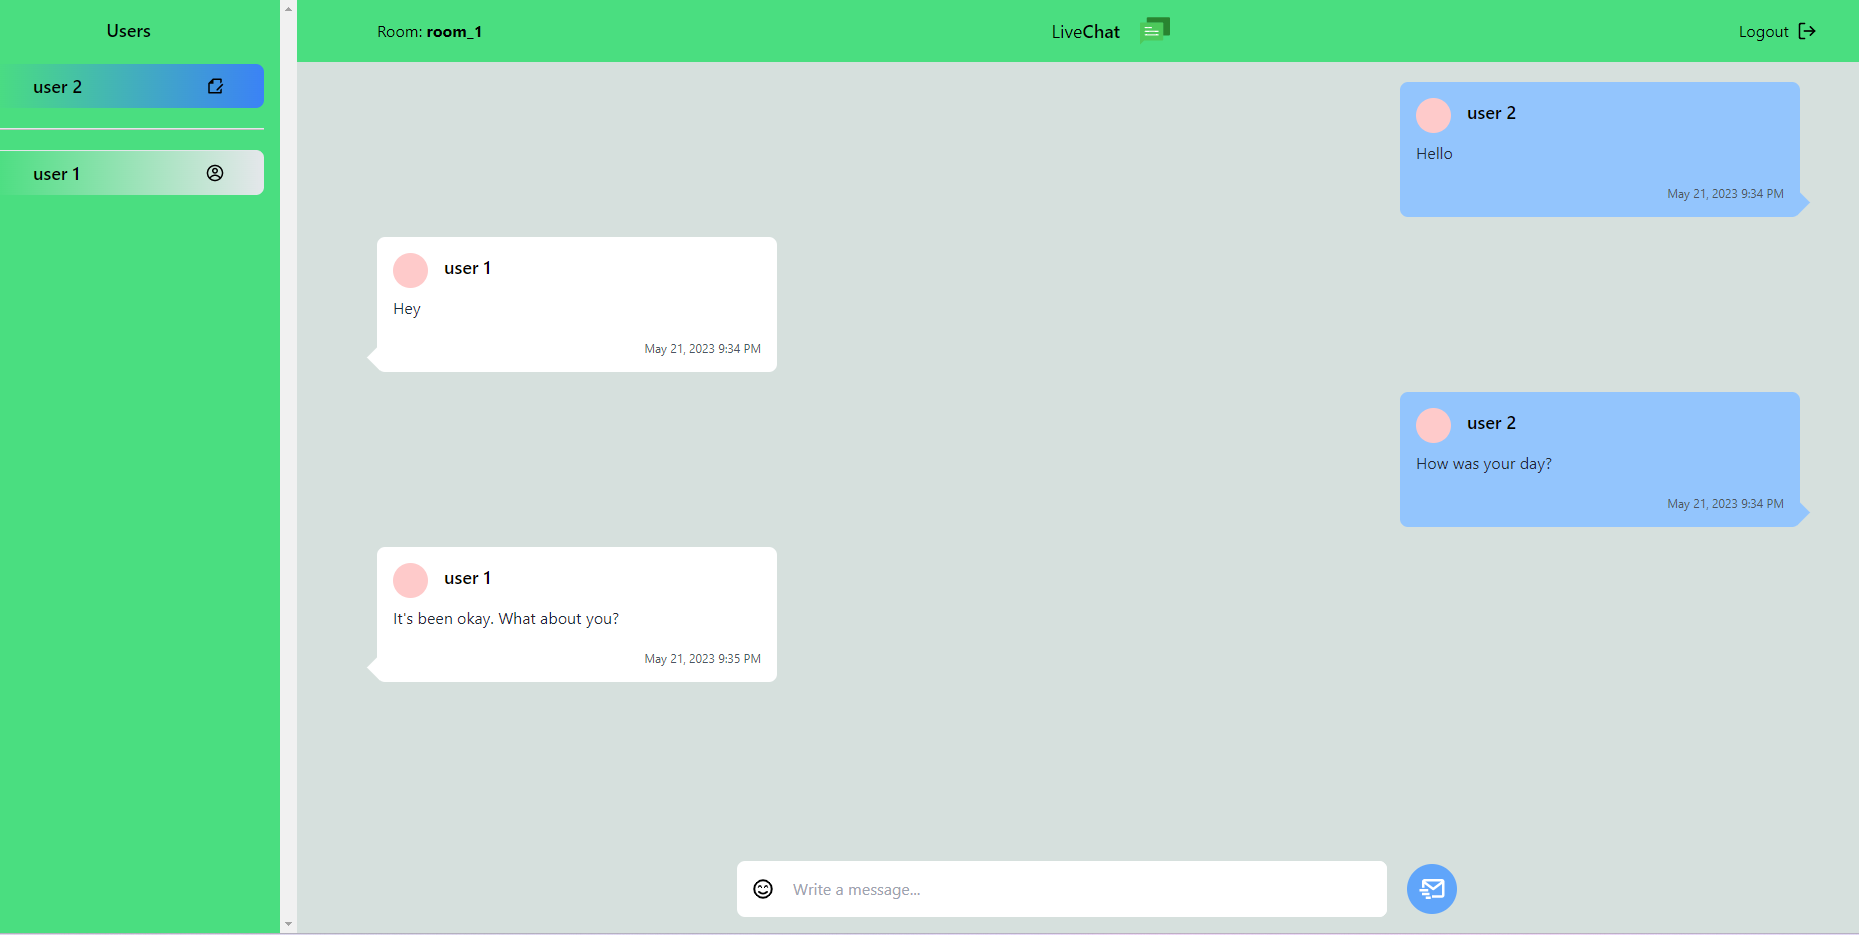 Users
user 2
user 1
Room: room_1
LiveChat
Logout
user 2
Hello
May 21, 2023 9:34 PM
user 1
Hey
May 21, 2023 9:34 PM
user 2
How was your day?
May 21, 2023 9:34 PM
user 1
It's been okay. What about you?
May 21, 2023 9:35 PM
Write a message...